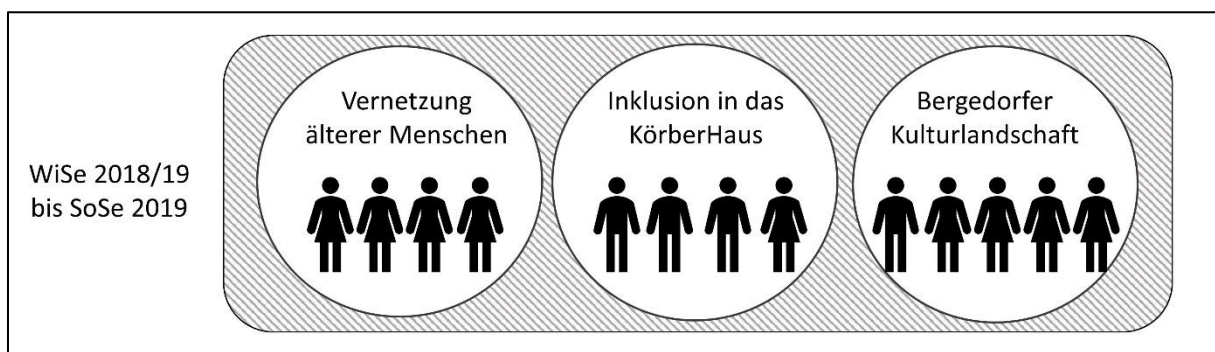 WiSe 2018/19
bis SoSe 2019
Vernetzung
älterer Menschen
Inklusion in das
KörberHaus
Bergedorfer
Kulturlandschaft